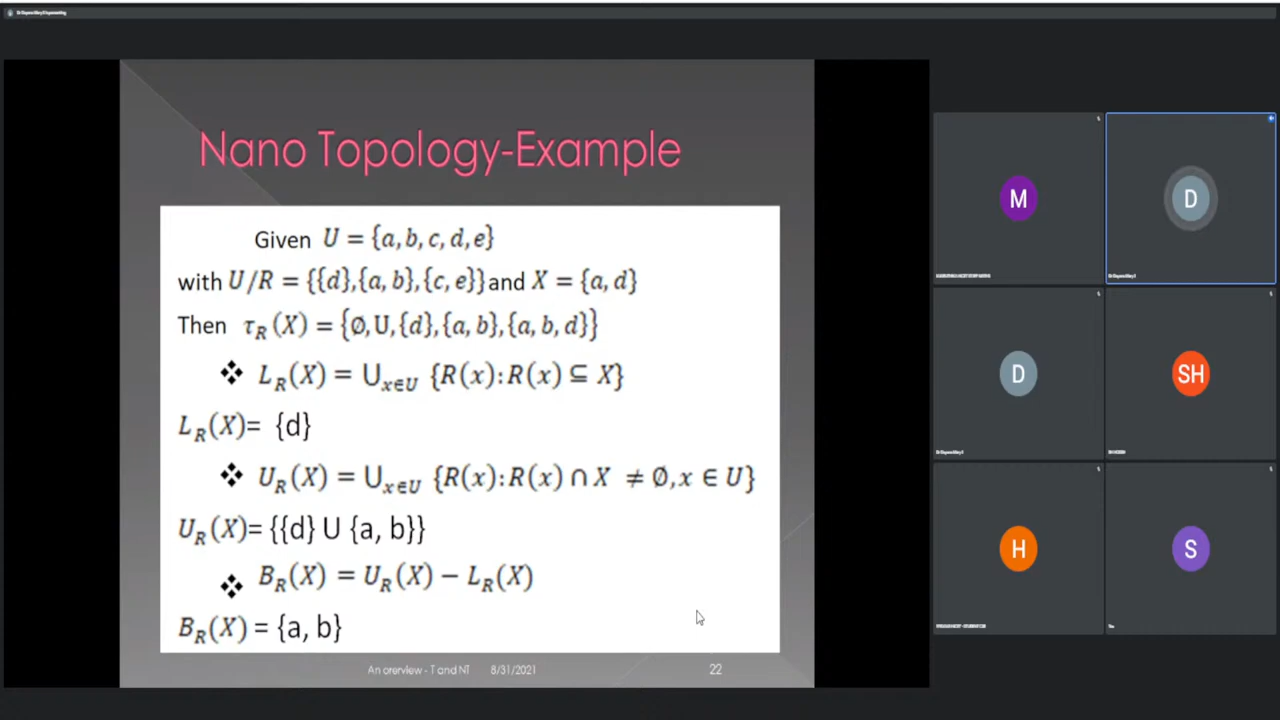 Nano Topology-Example
Given U = {a, b, c, d, e}
with U/R = {{d},{a, b},{c, e}} and X = {a, d}
Then τ_R(X) = {∅, U, {d}, {a, b}, {a, b, d}}
❖ L_R(X) = ⋃_{x∈U} {R(x): R(x) ⊆ X}
L_R(X)= {d}
❖ U_R(X) = ⋃_{x∈U} {R(x): R(x) ∩ X ≠ ∅, x ∈ U}
U_R(X)= {{d} U {a, b}}
❖ B_R(X) = U_R(X) − L_R(X)
B_R(X) = {a, b}
An orerview - T and NT 8/31/2021 22
M
D
D
SH
H
S